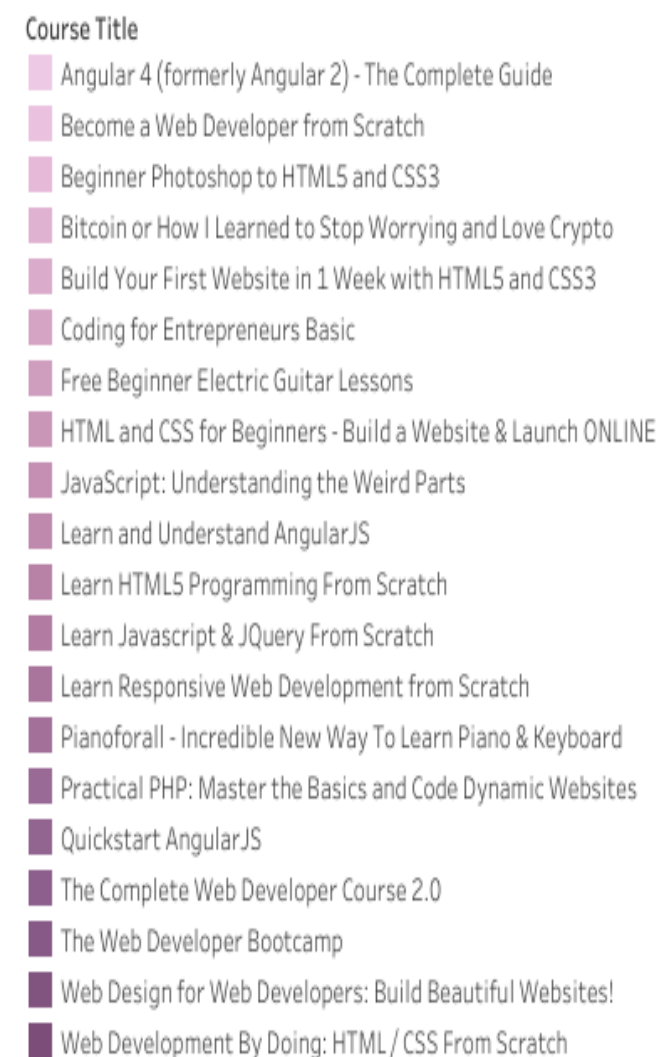 Course Title
Angular 4 (formerly Angular 2) - The Complete Guide
Become a Web Developer from Scratch
Beginner Photoshop to HTML5 and CSS3
Bitcoin or How I Learned to Stop Worrying and Love Crypto
Build Your First Website in 1 Week with HTML5 and CSS3
Coding for Entrepreneurs Basic
Free Beginner Electric Guitar Lessons
HTML and CSS for Beginners - Build a Website & Launch ONLINE
JavaScript: Understanding the Weird Parts
Learn and Understand AngularJS
Learn HTML5 Programming From Scratch
Learn Javascript & JQuery From Scratch
Learn Responsive Web Development from Scratch
Pianoforall - Incredible New Way To Learn Piano & Keyboard
Practical PHP: Master the Basics and Code Dynamic Websites
Quickstart AngularJS
The Complete Web Developer Course 2.0
The Web Developer Bootcamp
Web Design for Web Developers: Build Beautiful Websites!
Web Development By Doing: HTML / CSS From Scratch